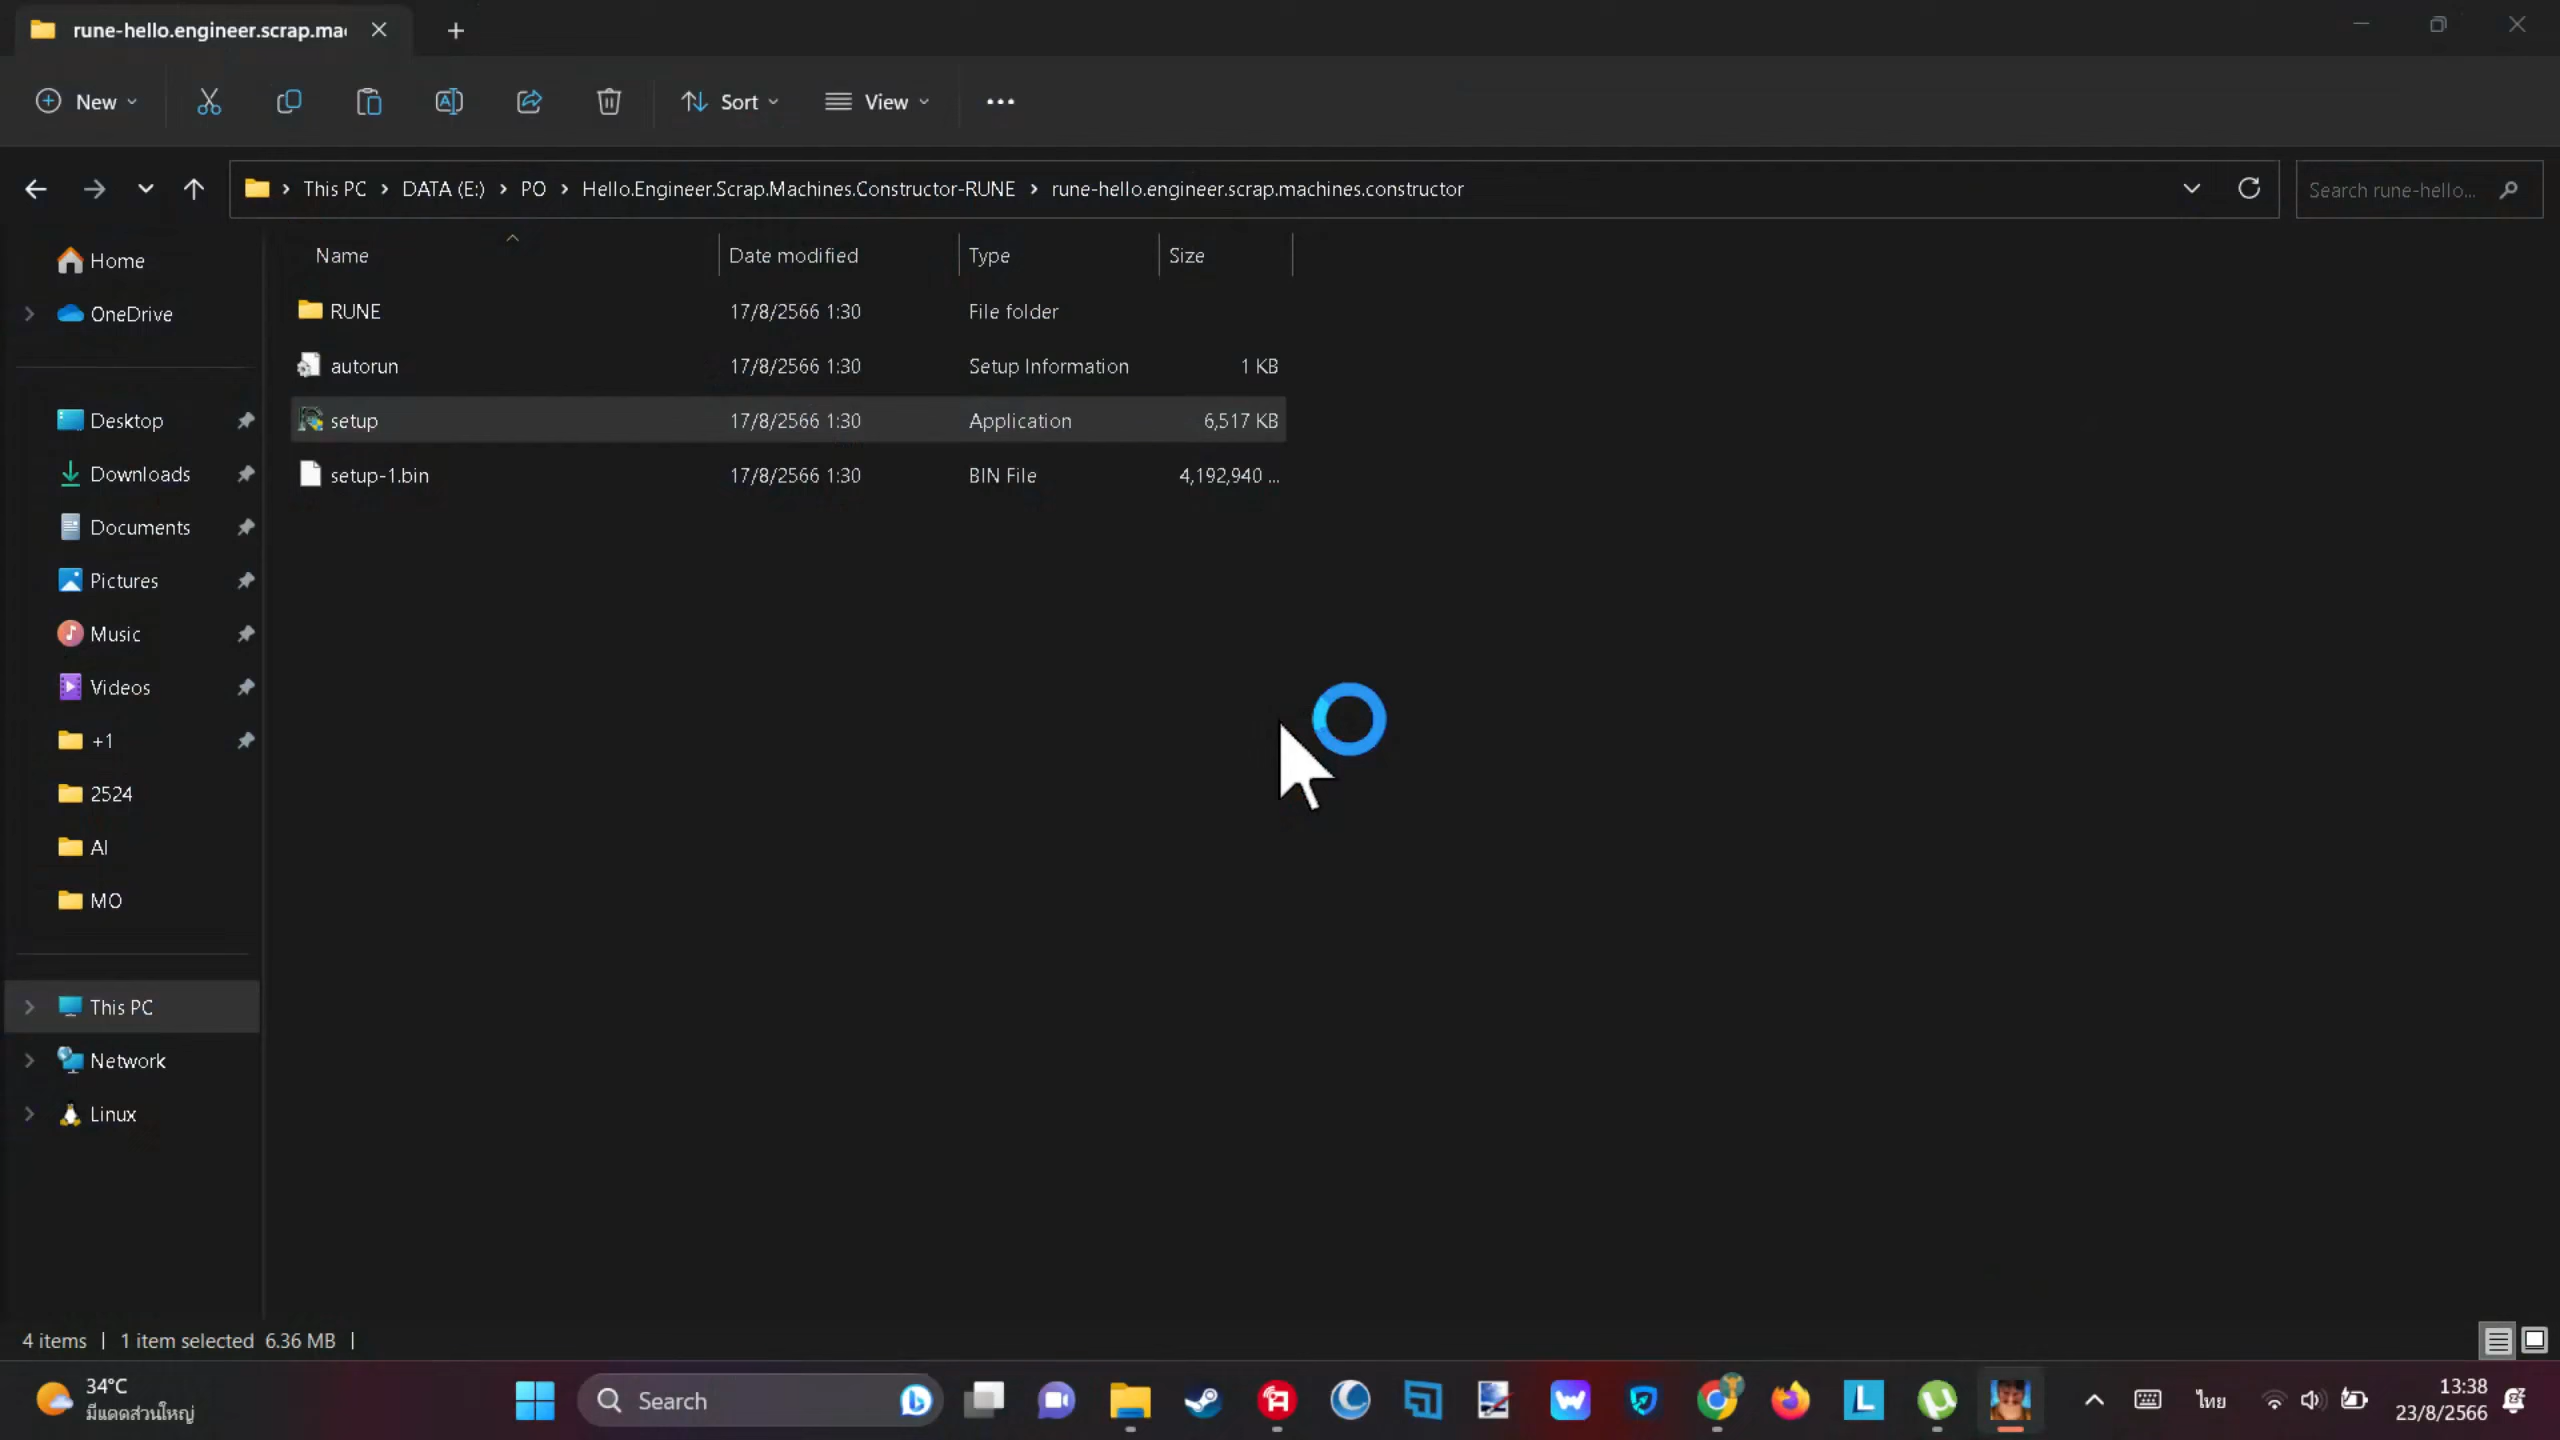 rune-hello.engineer.scrap.mac
New
Sort
View
This PC
DATA (E:)
PO
Hello.Engineer.Scrap.Machines.Constructor-RUNE
rune-hello.engineer.scrap.machines.constructor
Search rune-hello...
Name
Date modified
Type
Size
RUNE
17/8/2566 1:30
File folder
autorun
17/8/2566 1:30
Setup Information
1 KB
setup
17/8/2566 1:30
Application
6,517 KB
setup-1.bin
17/8/2566 1:30
BIN File
4,192,940 ...
Home
OneDrive
Desktop
Downloads
Documents
Pictures
Music
Videos
+1
2524
AI
MO
This PC
Network
Linux
4 items
1 item selected 6.36 MB
34°C
มีแดดส่วนใหญ่
Search
ไทย
13:38
23/8/2566